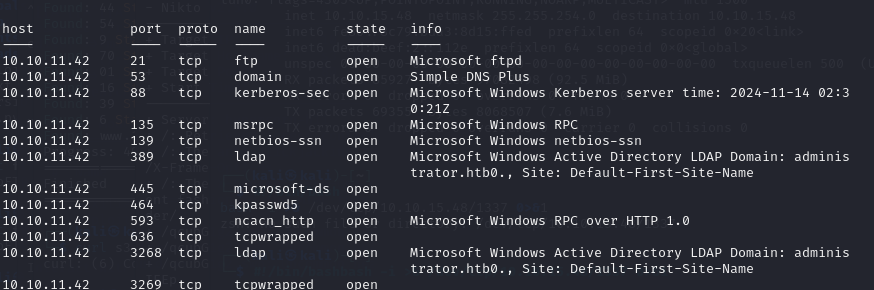 host port proto name state info
10.10.11.42 21 tcp ftp open Microsoft ftpd
10.10.11.42 53 tcp domain open Simple DNS Plus
10.10.11.42 88 tcp kerberos-sec open Microsoft Windows Kerberos server time: 2024-11-14 02:3
0:21Z
10.10.11.42 135 tcp msrpc open Microsoft Windows RPC
10.10.11.42 139 tcp netbios-ssn open Microsoft Windows netbios-ssn
10.10.11.42 389 tcp ldap open Microsoft Windows Active Directory LDAP Domain: adminis
trator.htb0., Site: Default-First-Site-Name
10.10.11.42 445 tcp microsoft-ds open
10.10.11.42 464 tcp kpasswd5 open
10.10.11.42 593 tcp ncacn_http open Microsoft Windows RPC over HTTP 1.0
10.10.11.42 636 tcp tcpwrapped open
10.10.11.42 3268 tcp ldap open Microsoft Windows Active Directory LDAP Domain: adminis
trator.htb0., Site: Default-First-Site-Name
10.10.11.42 3269 tcp tcpwrapped open